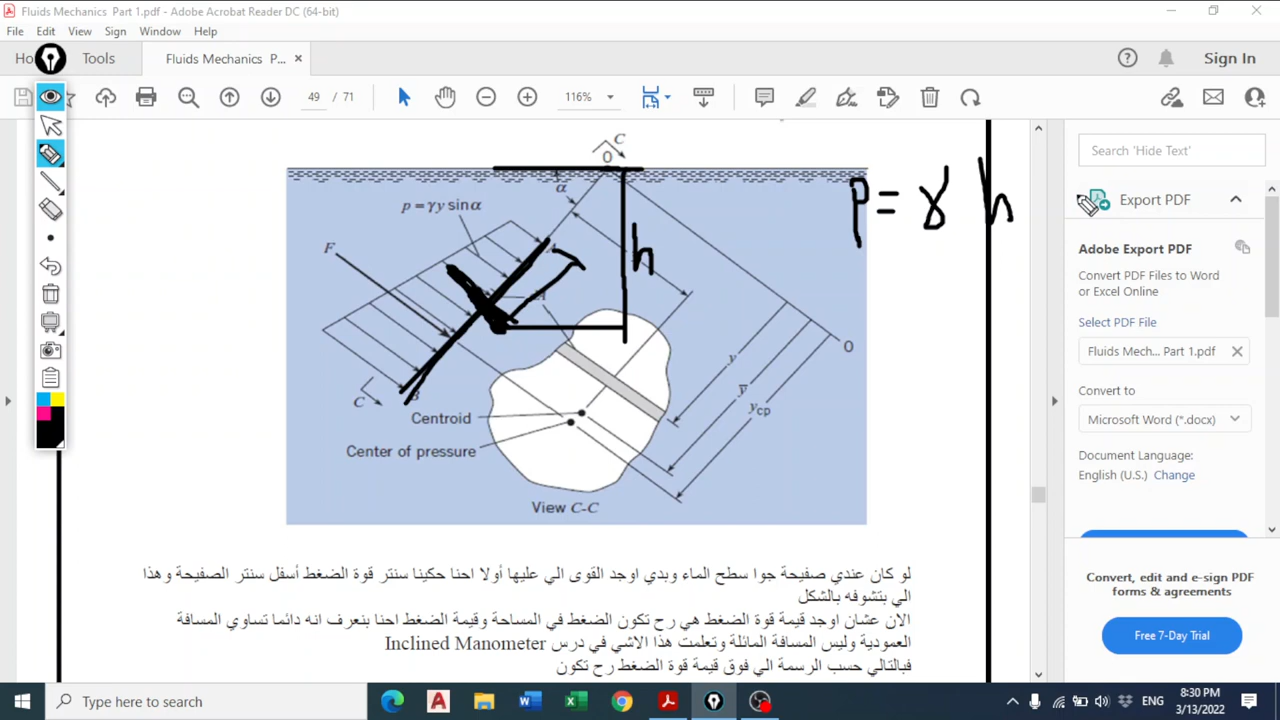 Fluids Mechanics Part 1.pdf - Adobe Acrobat Reader DC (64-bit)
File Edit View Sign Window Help
Ho Tools Fluids Mechanics P... × Sign In
49 / 71 116%
C
0
α
p = γy sinα
P = γ h
F
h
A
dA
y
0
ȳ
y_cp
C
B
Centroid
Center of pressure
View C-C
لو كان عندي صفيحة جوا سطح الماء وبدي اوجد القوى الي عليها أولا احنا حكينا سنتر قوة الضغط أسفل سنتر الصفيحة وهذا
الي بتشوفه بالشكل
الان عشان اوجد قيمة قوة الضغط هي رح تكون الضغط في المساحة وقيمة الضغط احنا بنعرف انه دائما تساوي المسافة
العمودية وليس المسافة المائلة وتعلمت هذا الاشي في درس Inclined Manometer
فبالتالي حسب الرسمة الي فوق قيمة قوة الضغط رح تكون
Search 'Hide Text'
Export PDF
Adobe Export PDF
Convert PDF Files to Word
or Excel Online
Select PDF File
Fluids Mech... Part 1.pdf ×
Convert to
Microsoft Word (*.docx)
Document Language:
English (U.S.) Change
Convert, edit and e-sign PDF
forms & agreements
Free 7-Day Trial
Type here to search
ENG
8:30 PM
3/13/2022